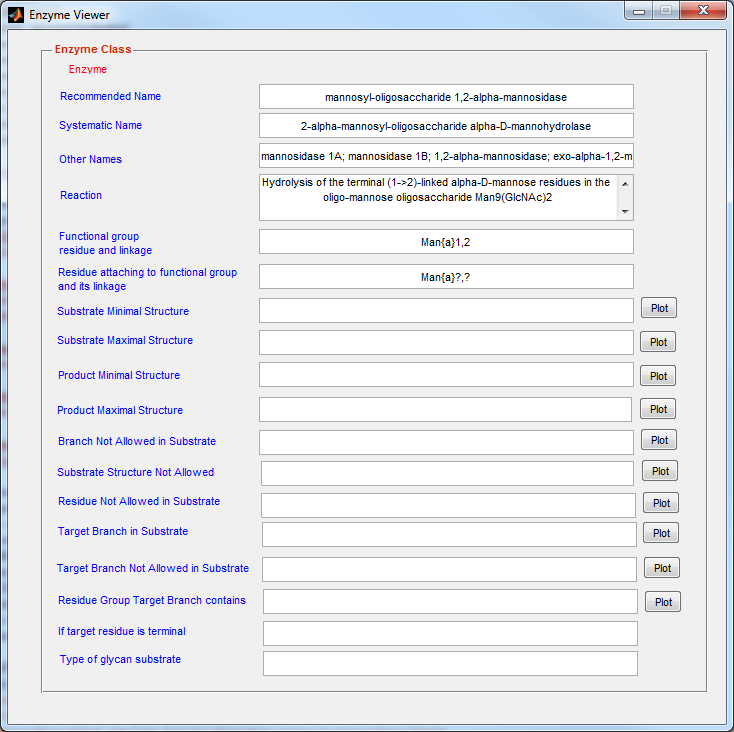 Enzyme Viewer
Enzyme Class
Enzyme
Recommended Name
mannosyl-oligosaccharide 1,2-alpha-mannosidase
Systematic Name
2-alpha-mannosyl-oligosaccharide alpha-D-mannohydrolase
Other Names
mannosidase 1A; mannosidase 1B; 1,2-alpha-mannosidase; exo-alpha-1,2-m
Reaction
Hydrolysis of the terminal (1->2)-linked alpha-D-mannose residues in the
oligo-mannose oligosaccharide Man9(GlcNAc)2
Functional group
residue and linkage
Man{a}1,2
Residue attaching to functional group
and its linkage
Man{a}?,?
Substrate Minimal Structure
Plot
Substrate Maximal Structure
Plot
Product Minimal Structure
Plot
Product Maximal Structure
Plot
Branch Not Allowed in Substrate
Plot
Substrate Structure Not Allowed
Plot
Residue Not Allowed in Substrate
Plot
Target Branch in Substrate
Plot
Target Branch Not Allowed in Substrate
Plot
Residue Group Target Branch contains
Plot
If target residue is terminal
Type of glycan substrate